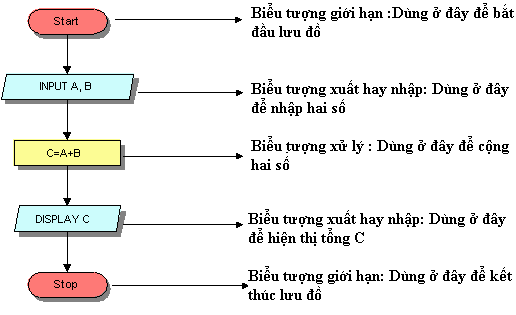 Start
Biểu tượng giới hạn :Dùng ở đây để bắt
đầu lưu đồ
INPUT A, B
Biểu tượng xuất hay nhập: Dùng ở đây
để nhập hai số
C=A+B
Biểu tượng xử lý : Dùng ở đây để cộng
hai số
DISPLAY C
Biểu tượng xuất hay nhập: Dùng ở đây
để hiện thị tổng C
Stop
Biểu tượng giới hạn: Dùng ở đây để kết
thúc lưu đồ